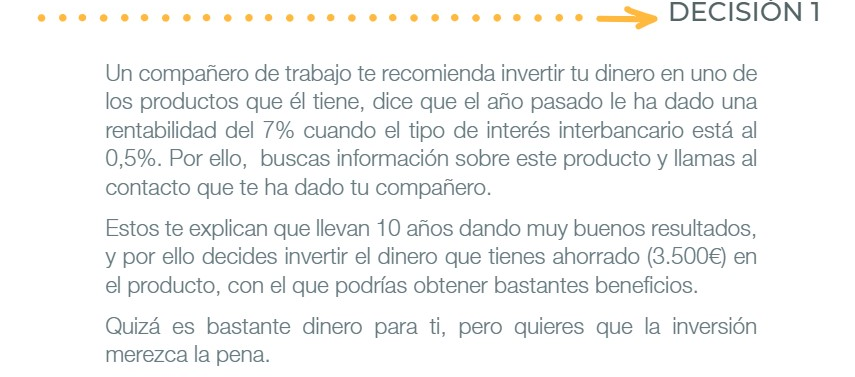 DECISIÓN 1
Un compañero de trabajo te recomienda invertir tu dinero en uno de
los productos que él tiene, dice que el año pasado le ha dado una
rentabilidad del 7% cuando el tipo de interés interbancario está al
0,5%. Por ello, buscas información sobre este producto y llamas al
contacto que te ha dado tu compañero.
Estos te explican que llevan 10 años dando muy buenos resultados,
y por ello decides invertir el dinero que tienes ahorrado (3.500€) en
el producto, con el que podrías obtener bastantes beneficios.
Quizá es bastante dinero para ti, pero quieres que la inversión
merezca la pena.